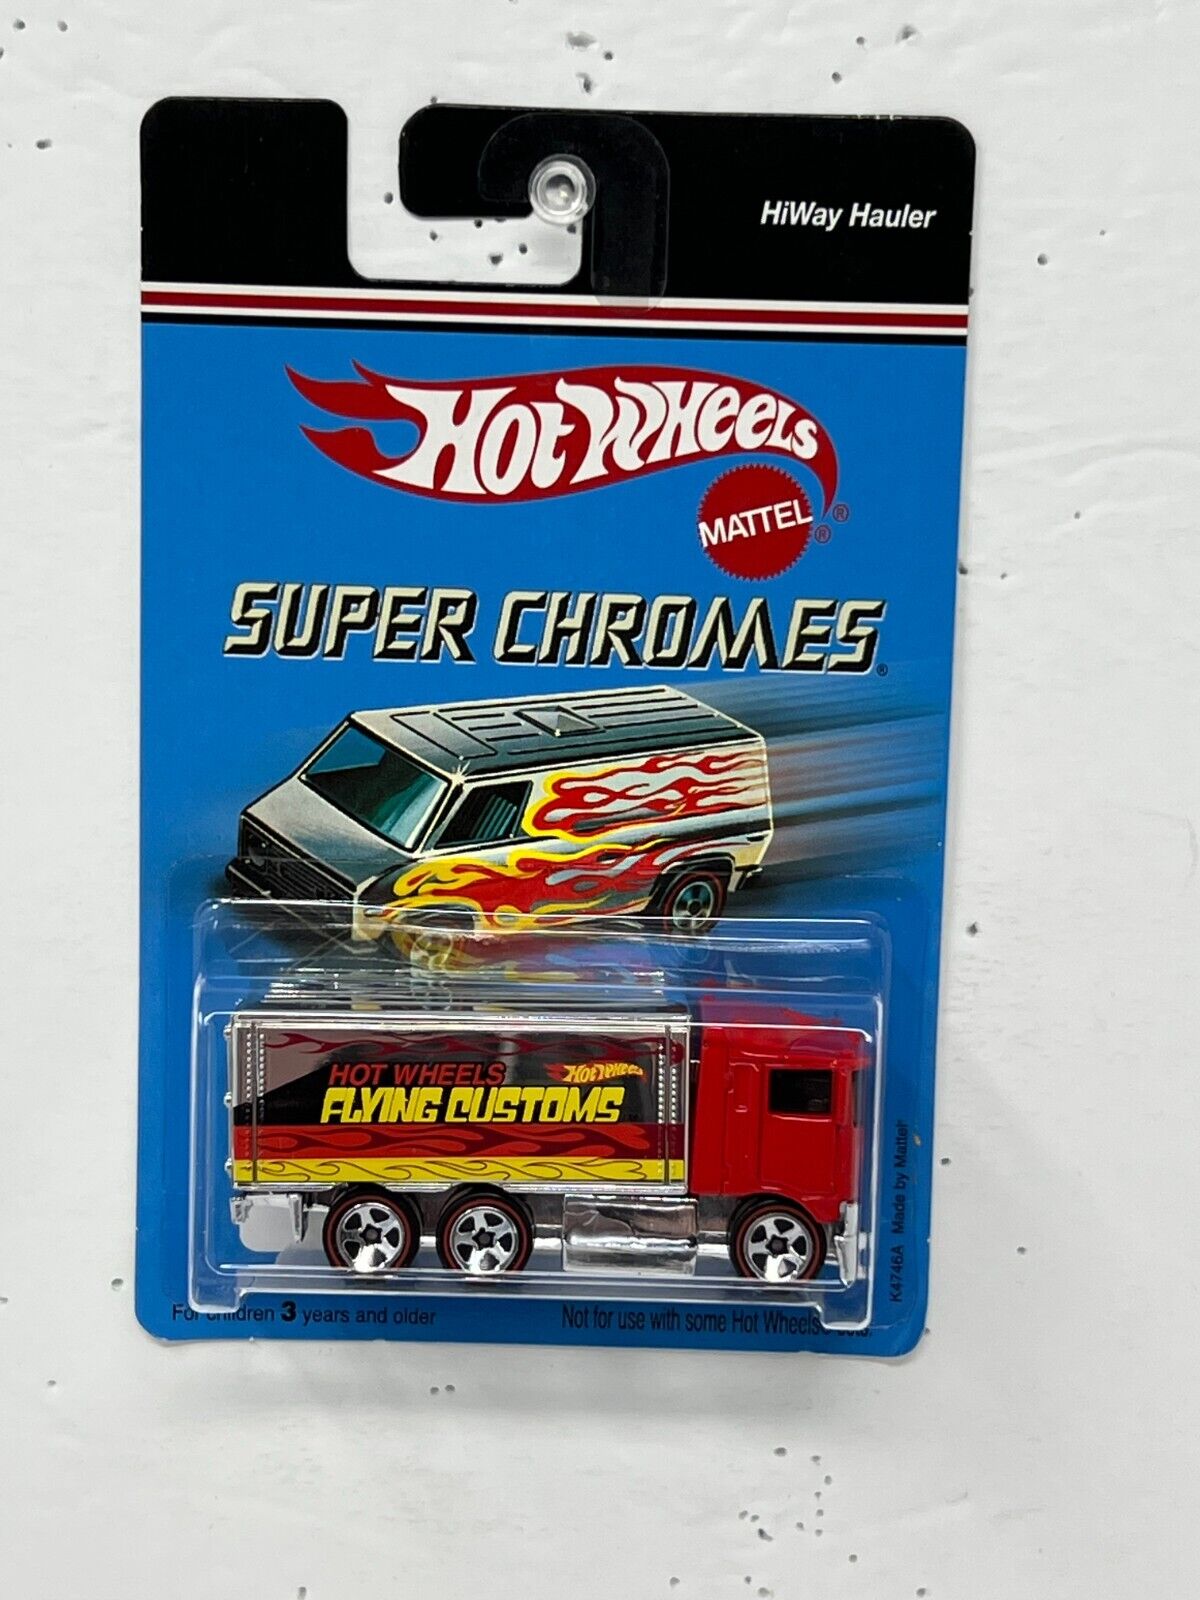 HiWay Hauler
Hot Wheels
MATTEL ®
®
SUPER CHROMES®
HOT WHEELS Hot Wheels
FLYING CUSTOMS
K4746A Made by Mattel
For children 3 years and older
Not for use with some Hot Wheels® sets.